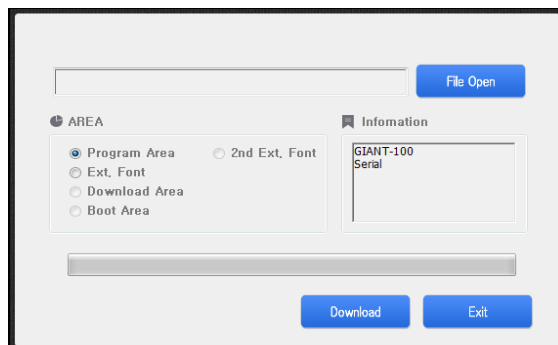 File Open
AREA
Infomation
Program Area
2nd Ext. Font
Ext. Font
Download Area
Boot Area
GIANT-100
Serial
Download
Exit